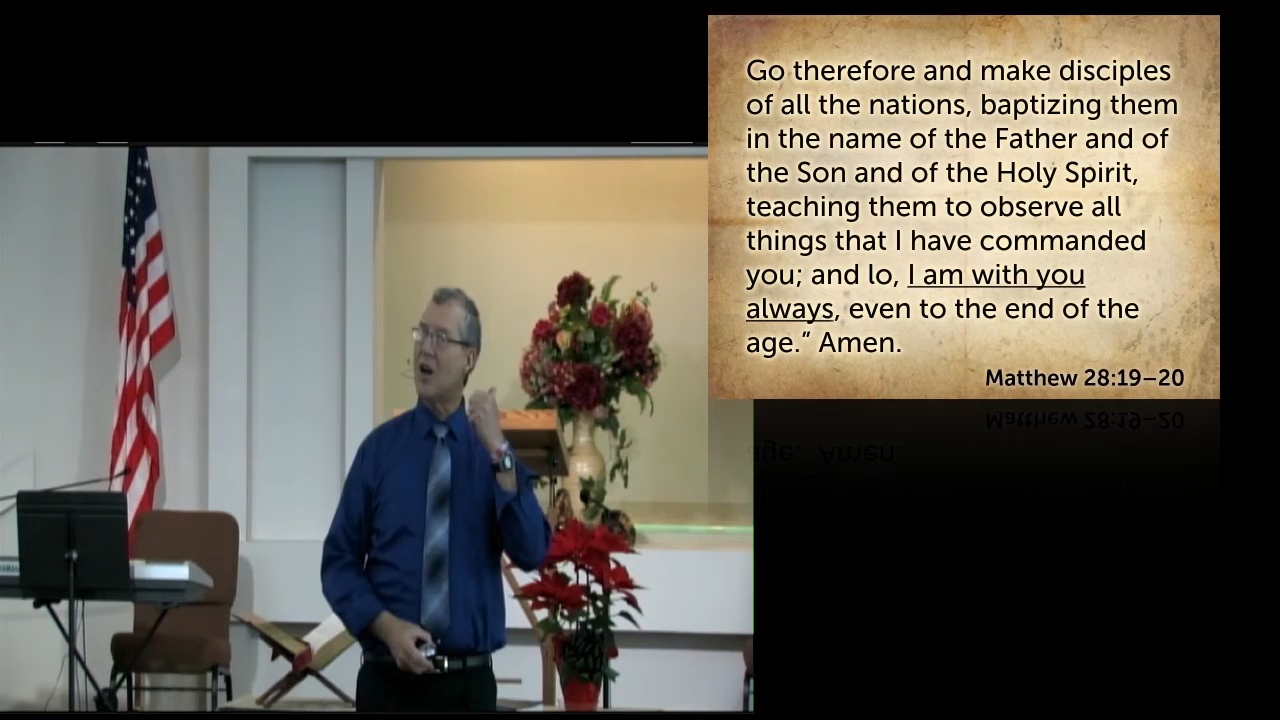 Go therefore and make disciples
of all the nations, baptizing them
in the name of the Father and of
the Son and of the Holy Spirit,
teaching them to observe all
things that I have commanded
you; and lo, I am with you
always, even to the end of the
age.” Amen.
Matthew 28:19–20